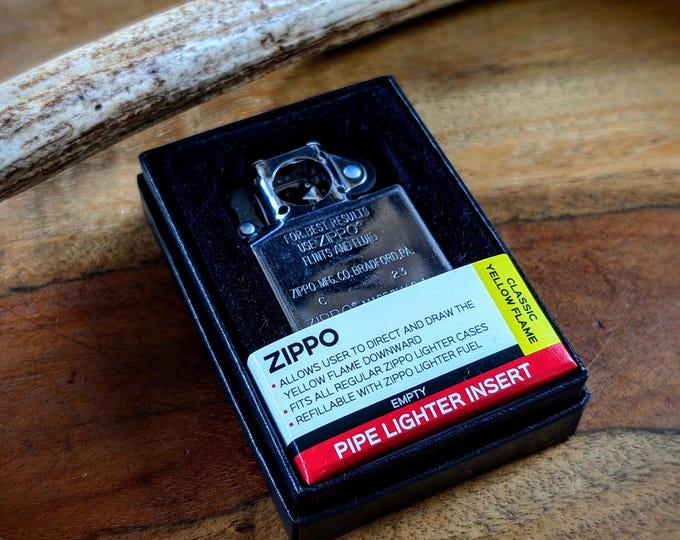 FOR BEST RESULTS
USE ZIPPO®
FLINTS AND FLUID
ZIPPO MFG. CO. BRADFORD, PA.
C 23
ZIPPO
ZIPPO
• ALLOWS USER TO DIRECT AND DRAW THE
YELLOW FLAME DOWNWARD
• FITS ALL REGULAR ZIPPO LIGHTER CASES
• REFILLABLE WITH ZIPPO LIGHTER FUEL
CLASSIC
YELLOW FLAME
EMPTY
PIPE LIGHTER INSERT